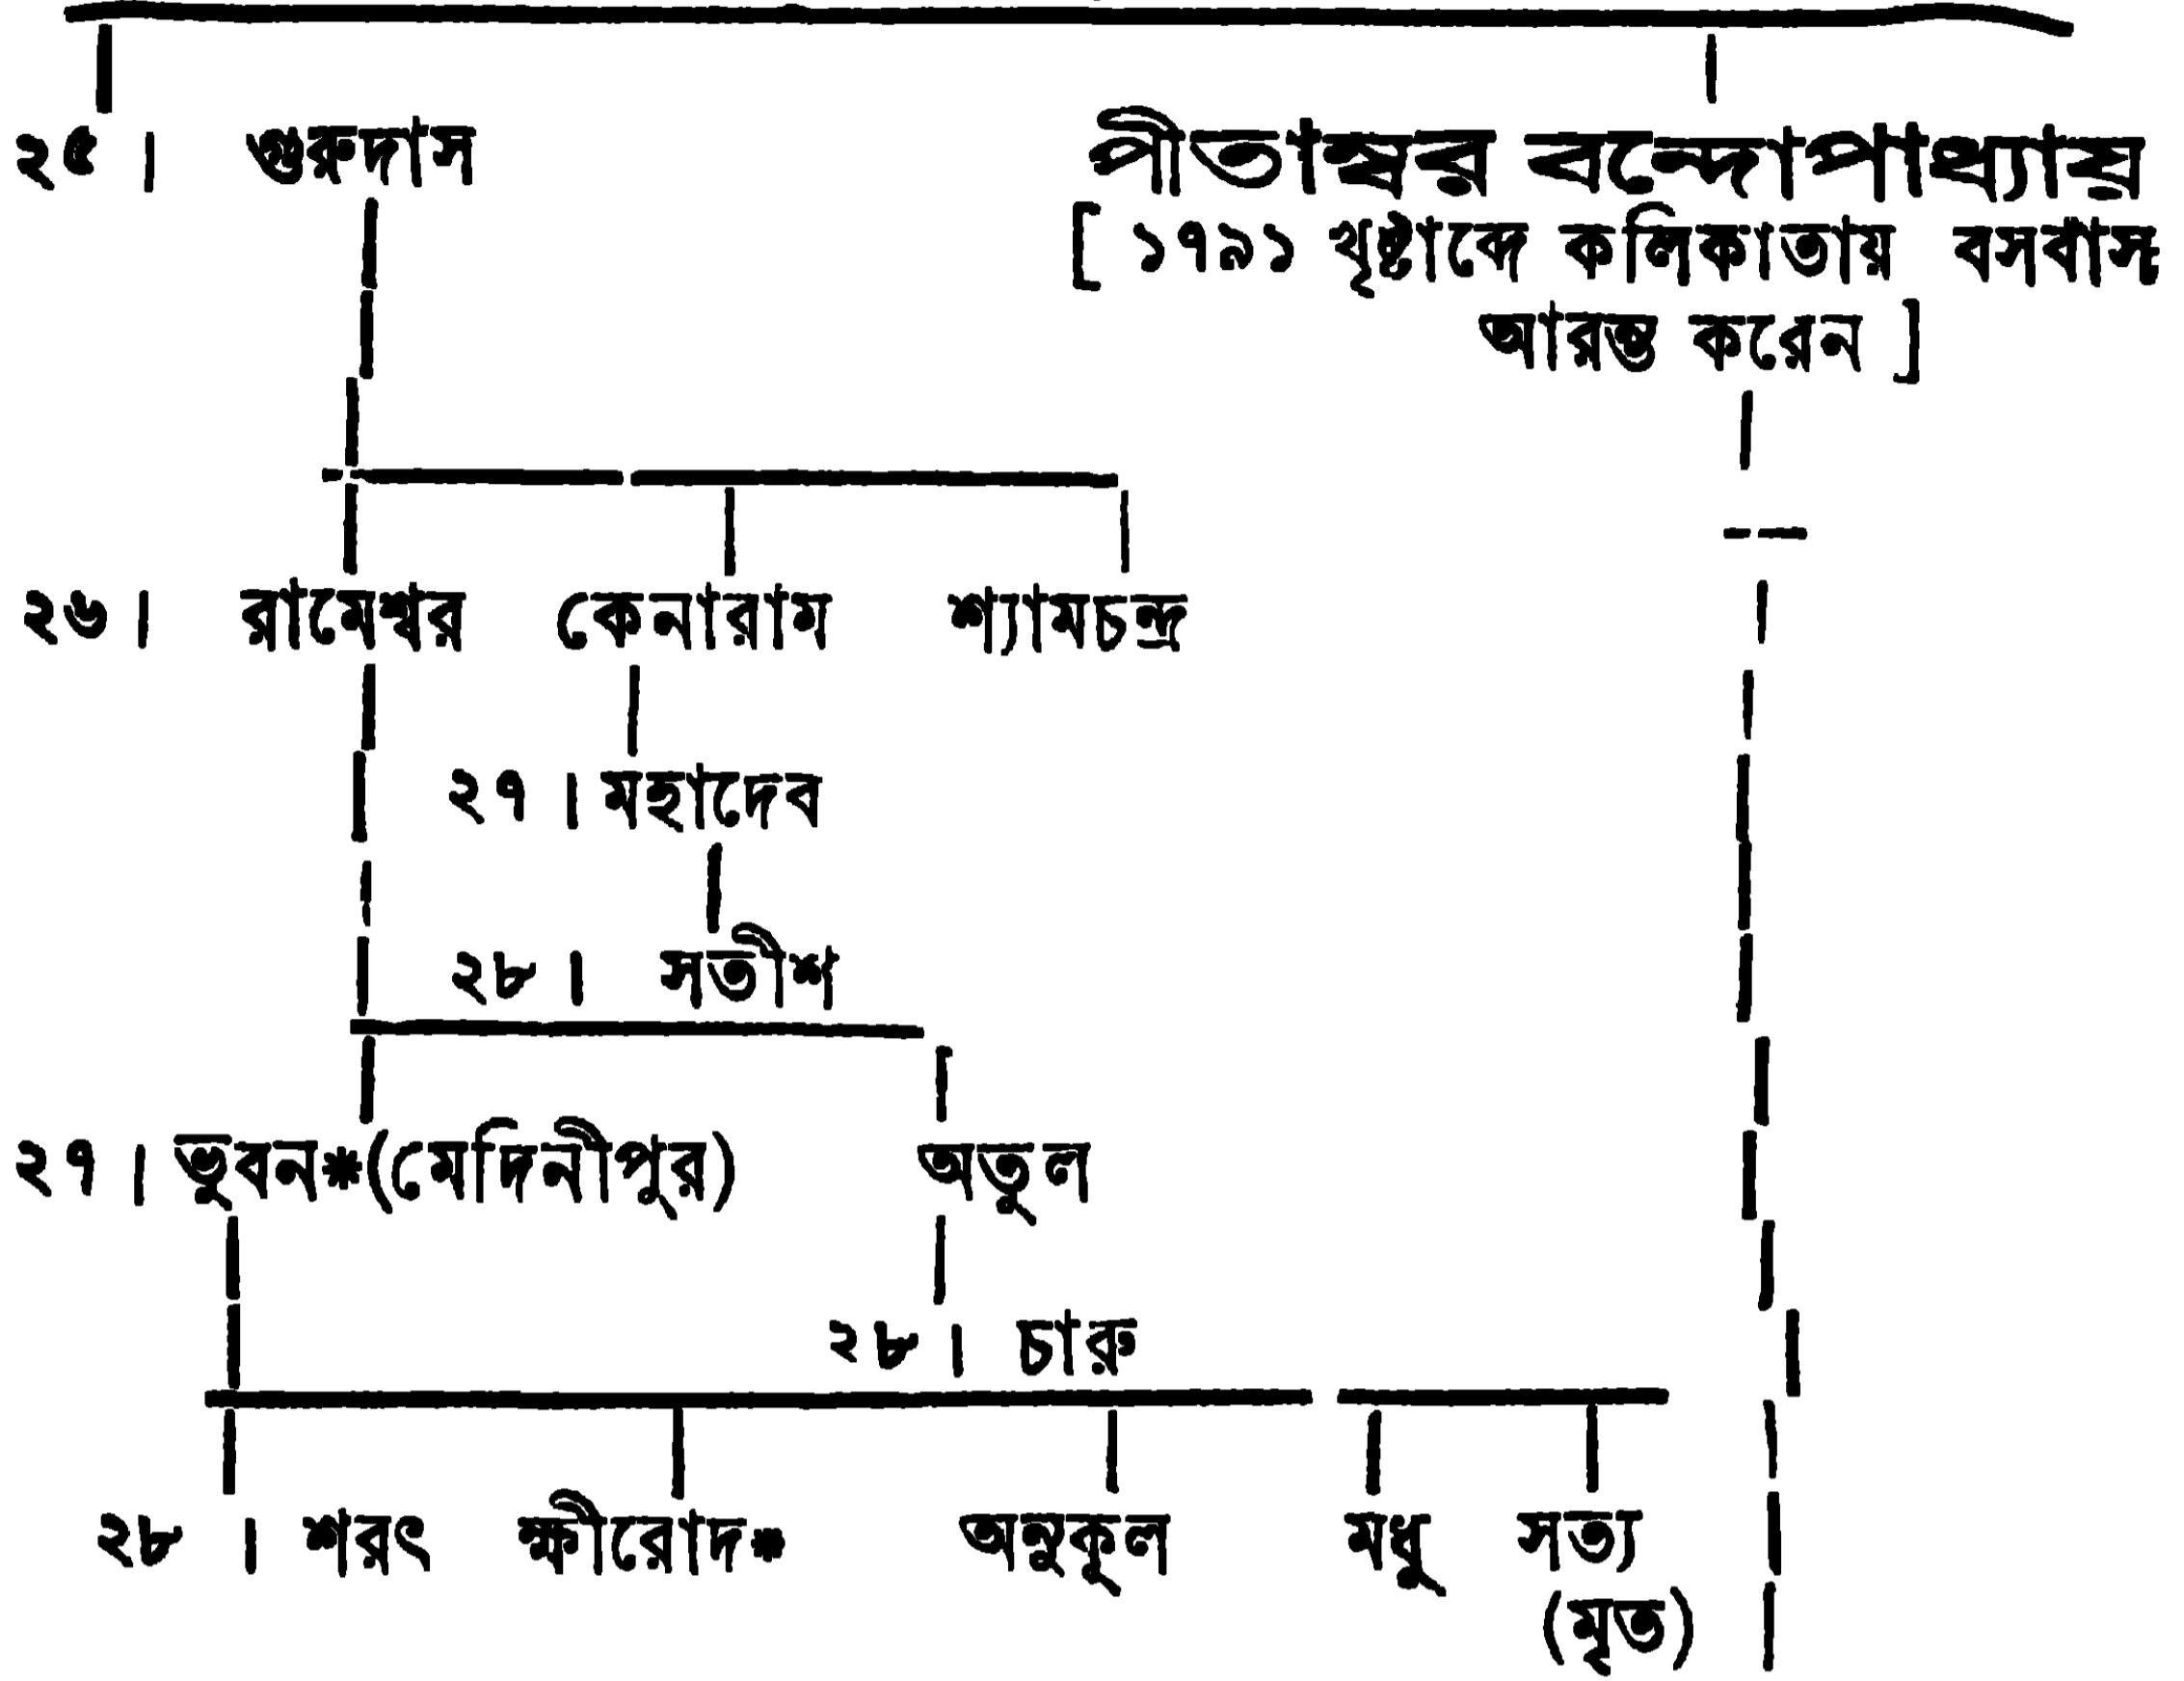 ২৫। গুরুদাস পীতাম্বর বন্দোপাধ্যায়
[ ১৭৯১ খৃষ্টাব্দে কলিকাতায় বসবাস
আরম্ভ করেন ]
২৬। রামেশ্বর কেনারাম শ্যামচন্দ্র
২৭। মহাদেব
২৮। সতীশ
২৭। ভুবন*(মেদিনীপুর) অতুল
২৮। চারু
২৮। শরৎ ক্ষীরোদ* অনুকূল মধু সত্য
(মৃত)